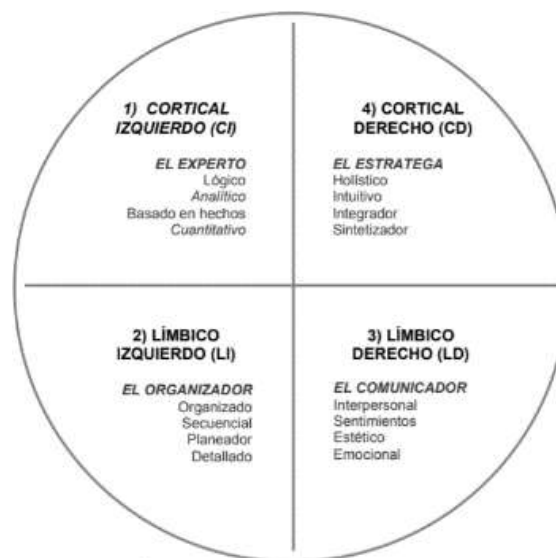 1) CORTICAL
IZQUIERDO (CI)
EL EXPERTO
Lógico
Analítico
Basado en hechos
Cuantitativo
4) CORTICAL
DERECHO (CD)
EL ESTRATEGA
Holístico
Intuitivo
Integrador
Sintetizador
2) LÍMBICO
IZQUIERDO (LI)
EL ORGANIZADOR
Organizado
Secuencial
Planeador
Detallado
3) LÍMBICO
DERECHO (LD)
EL COMUNICADOR
Interpersonal
Sentimientos
Estético
Emocional